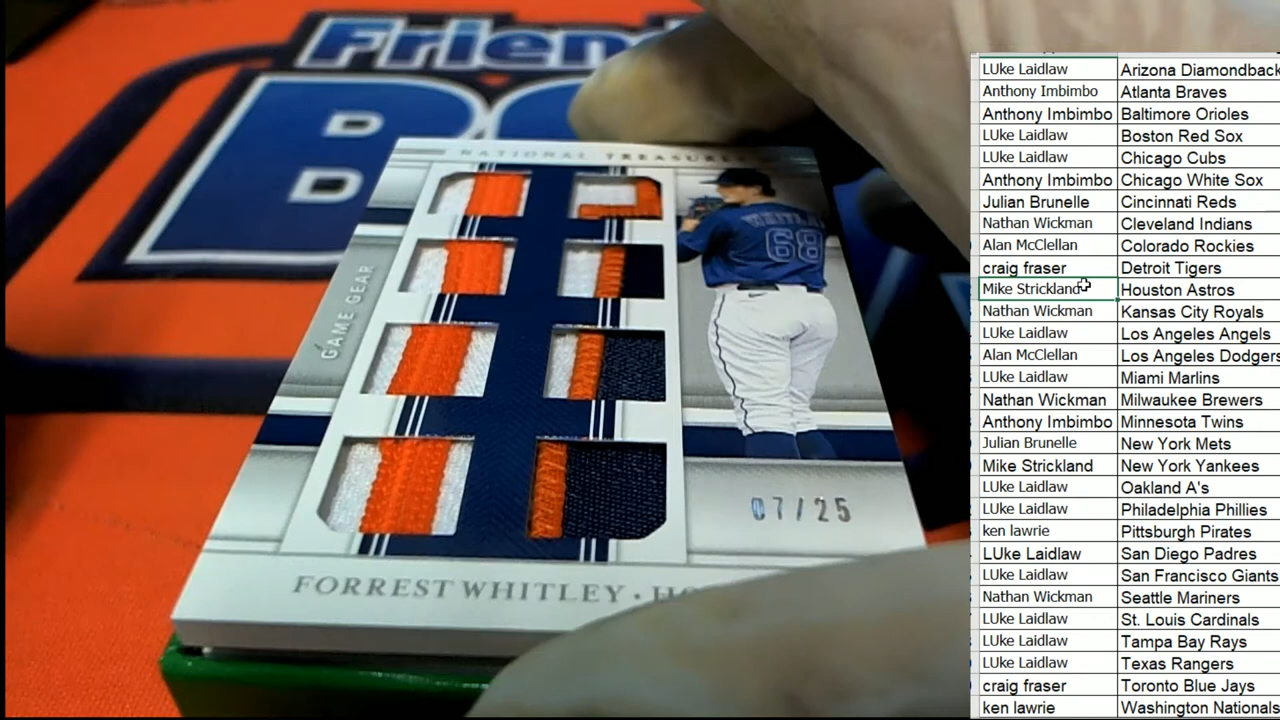 Frien
B
NATIONAL TREASURE
WHITL
68
GAME GEAR
07/25
FORREST WHITLEY • HO
LUke Laidlaw Arizona Diamondback
Anthony Imbimbo Atlanta Braves
Anthony Imbimbo Baltimore Orioles
LUke Laidlaw Boston Red Sox
LUke Laidlaw Chicago Cubs
Anthony Imbimbo Chicago White Sox
Julian Brunelle Cincinnati Reds
Nathan Wickman Cleveland Indians
Alan McClellan Colorado Rockies
craig fraser Detroit Tigers
Mike Strickland Houston Astros
Nathan Wickman Kansas City Royals
LUke Laidlaw Los Angeles Angels
Alan McClellan Los Angeles Dodgers
LUke Laidlaw Miami Marlins
Nathan Wickman Milwaukee Brewers
Anthony Imbimbo Minnesota Twins
Julian Brunelle New York Mets
Mike Strickland New York Yankees
LUke Laidlaw Oakland A's
LUke Laidlaw Philadelphia Phillies
ken lawrie Pittsburgh Pirates
LUke Laidlaw San Diego Padres
LUke Laidlaw San Francisco Giants
Nathan Wickman Seattle Mariners
LUke Laidlaw St. Louis Cardinals
LUke Laidlaw Tampa Bay Rays
LUke Laidlaw Texas Rangers
craig fraser Toronto Blue Jays
ken lawrie Washington Nationals